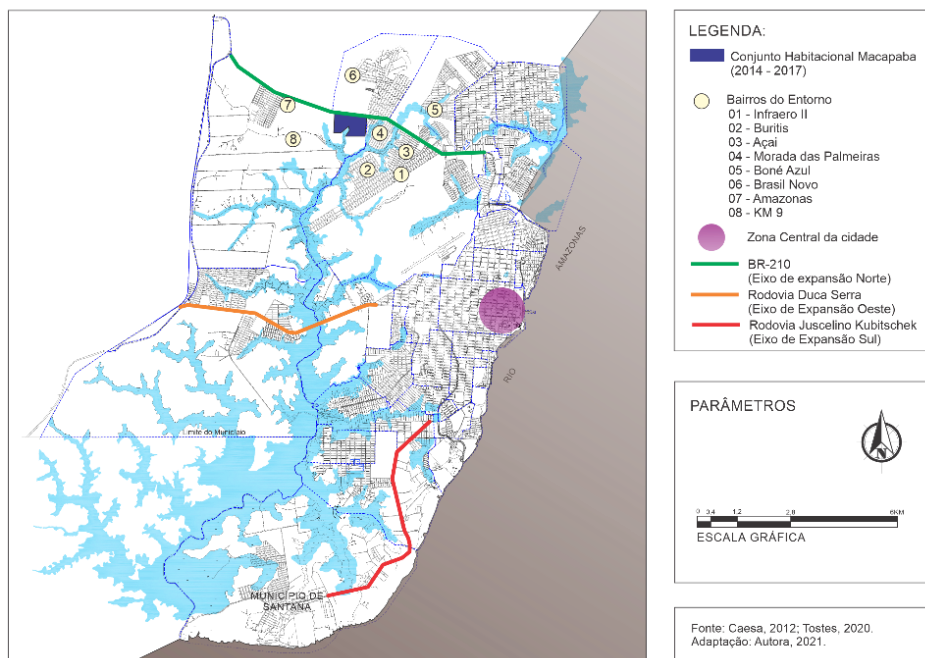 6
7
5
8
4
3
2
1
AMAZONAS
RIO
Limite do Município
MUNICÍPIO DE
SANTANA
LEGENDA:
Conjunto Habitacional Macapaba
(2014 - 2017)
Bairros do Entorno
01 - Infraero II
02 - Buritis
03 - Açai
04 - Morada das Palmeiras
05 - Boné Azul
06 - Brasil Novo
07 - Amazonas
08 - KM 9
Zona Central da cidade
BR-210
(Eixo de expansão Norte)
Rodovia Duca Serra
(Eixo de Expansão Oeste)
Rodovia Juscelino Kubitschek
(Eixo de Expansão Sul)
PARÂMETROS
N
0 3.4 1.2 2.8 6KM
ESCALA GRÁFICA
Fonte: Caesa, 2012; Tostes, 2020.
Adaptação: Autora, 2021.